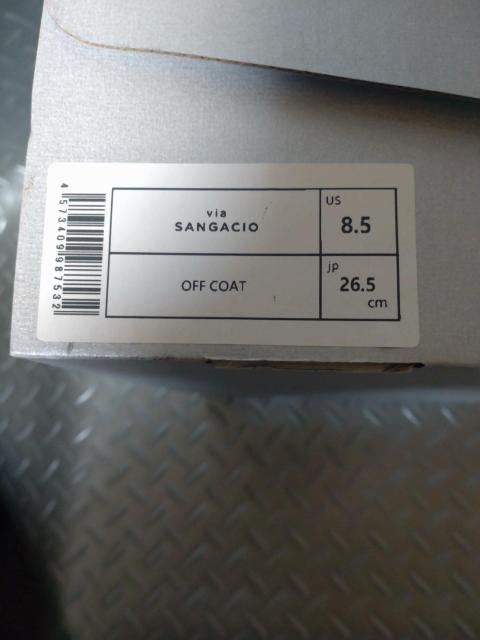 via
SANGACIO
US
8.5
OFF COAT
jp
26.5
cm
4573409987532